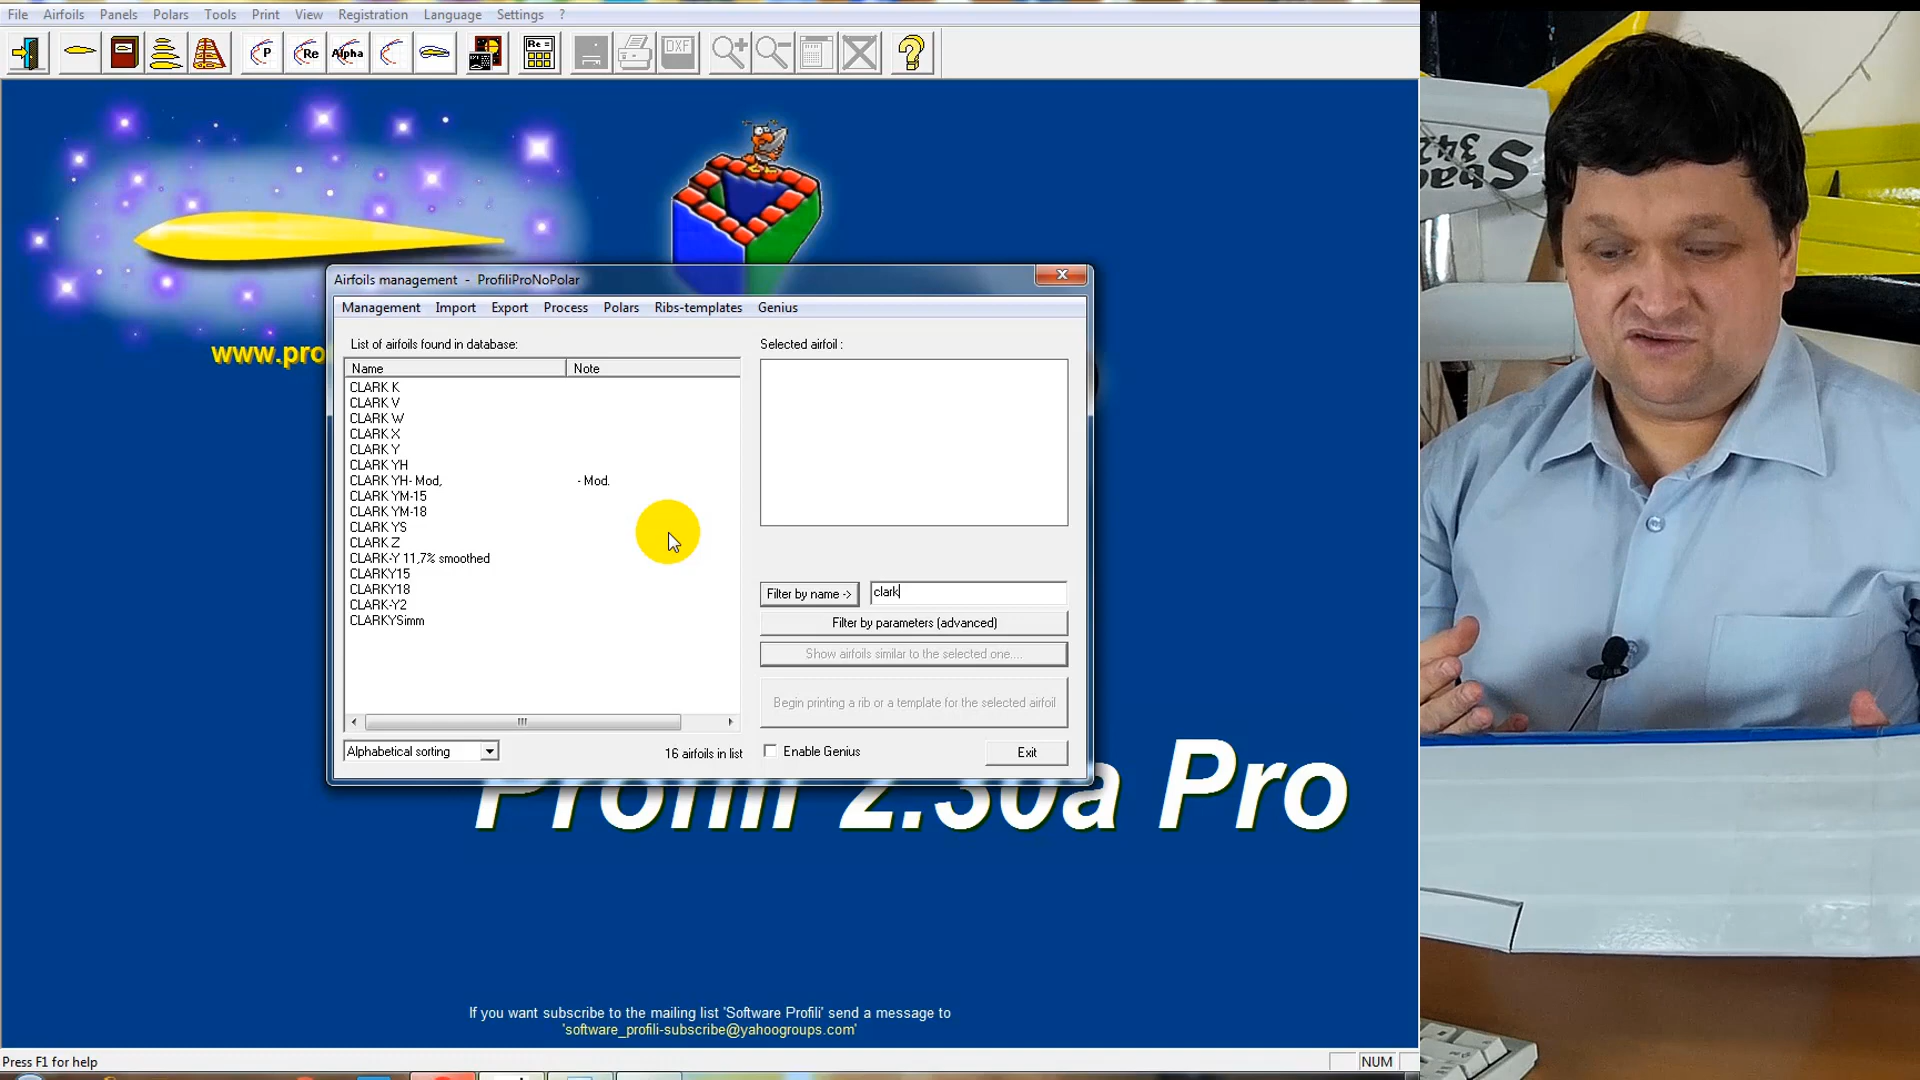 File Airfoils Panels Polars Tools Print View Registration Language Settings ?
P Re Alpha Re = DXF
www.pro
Airfoils management - ProfiliProNoPolar
Management Import Export Process Polars Ribs-templates Genius
List of airfoils found in database:
Selected airfoil :
Name Note
CLARK K
CLARK V
CLARK W
CLARK X
CLARK Y
CLARK YH
CLARK YH- Mod, - Mod.
CLARK YM-15
CLARK YM-18
CLARK YS
CLARK Z
CLARK-Y 11,7% smoothed
CLARKY15
CLARKY18
CLARK-Y2
CLARKYSimm
Filter by name -> clark
Filter by parameters (advanced)
Show airfoils similar to the selected one....
Begin printing a rib or a template for the selected airfoil
Alphabetical sorting
16 airfoils in list
Enable Genius
Exit
Profili 2.30a Pro
If you want subscribe to the mailing list 'Software Profili' send a message to
'software_profili-subscribe@yahoogroups.com'
Press F1 for help
NUM